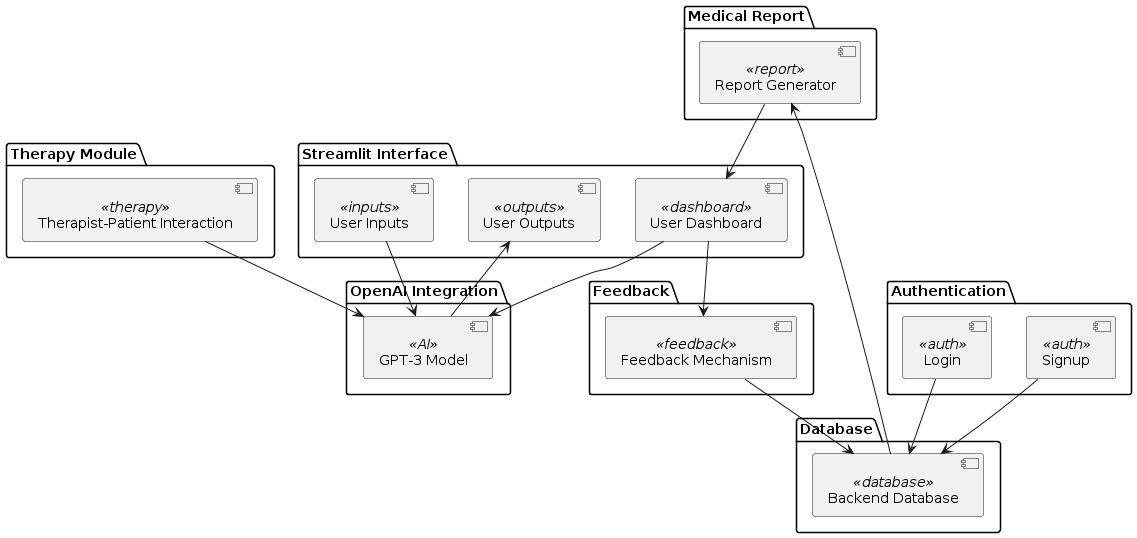 Medical Report
«report»
Report Generator
Therapy Module
«therapy»
Therapist-Patient Interaction
Streamlit Interface
«inputs»
User Inputs
«outputs»
User Outputs
«dashboard»
User Dashboard
OpenAI Integration
«AI»
GPT-3 Model
Feedback
«feedback»
Feedback Mechanism
Authentication
«auth»
Login
«auth»
Signup
Database
«database»
Backend Database